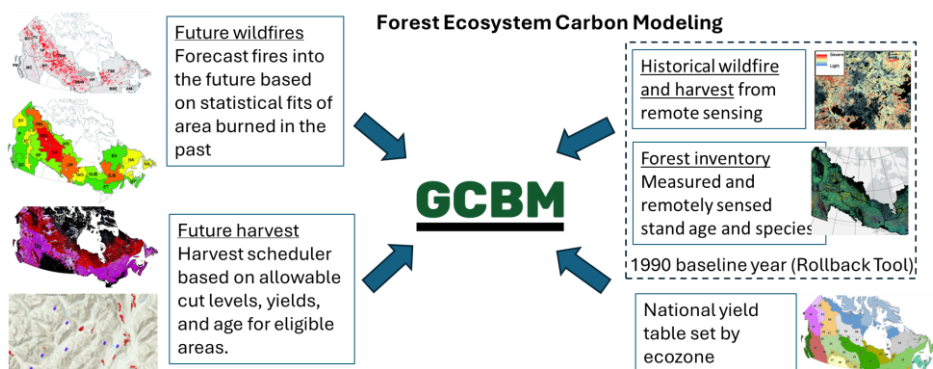 Forest Ecosystem Carbon Modeling
Future wildfires
Forecast fires into
the future based
on statistical fits of
area burned in the
past
Future harvest
Harvest scheduler
based on allowable
cut levels, yields,
and age for eligible
areas.
GCBM
Historical wildfire
and harvest from
remote sensing
Severe
Light
Forest inventory
Measured and
remotely sensed
stand age and species
1990 baseline year (Rollback Tool)
National yield
table set by
ecozone